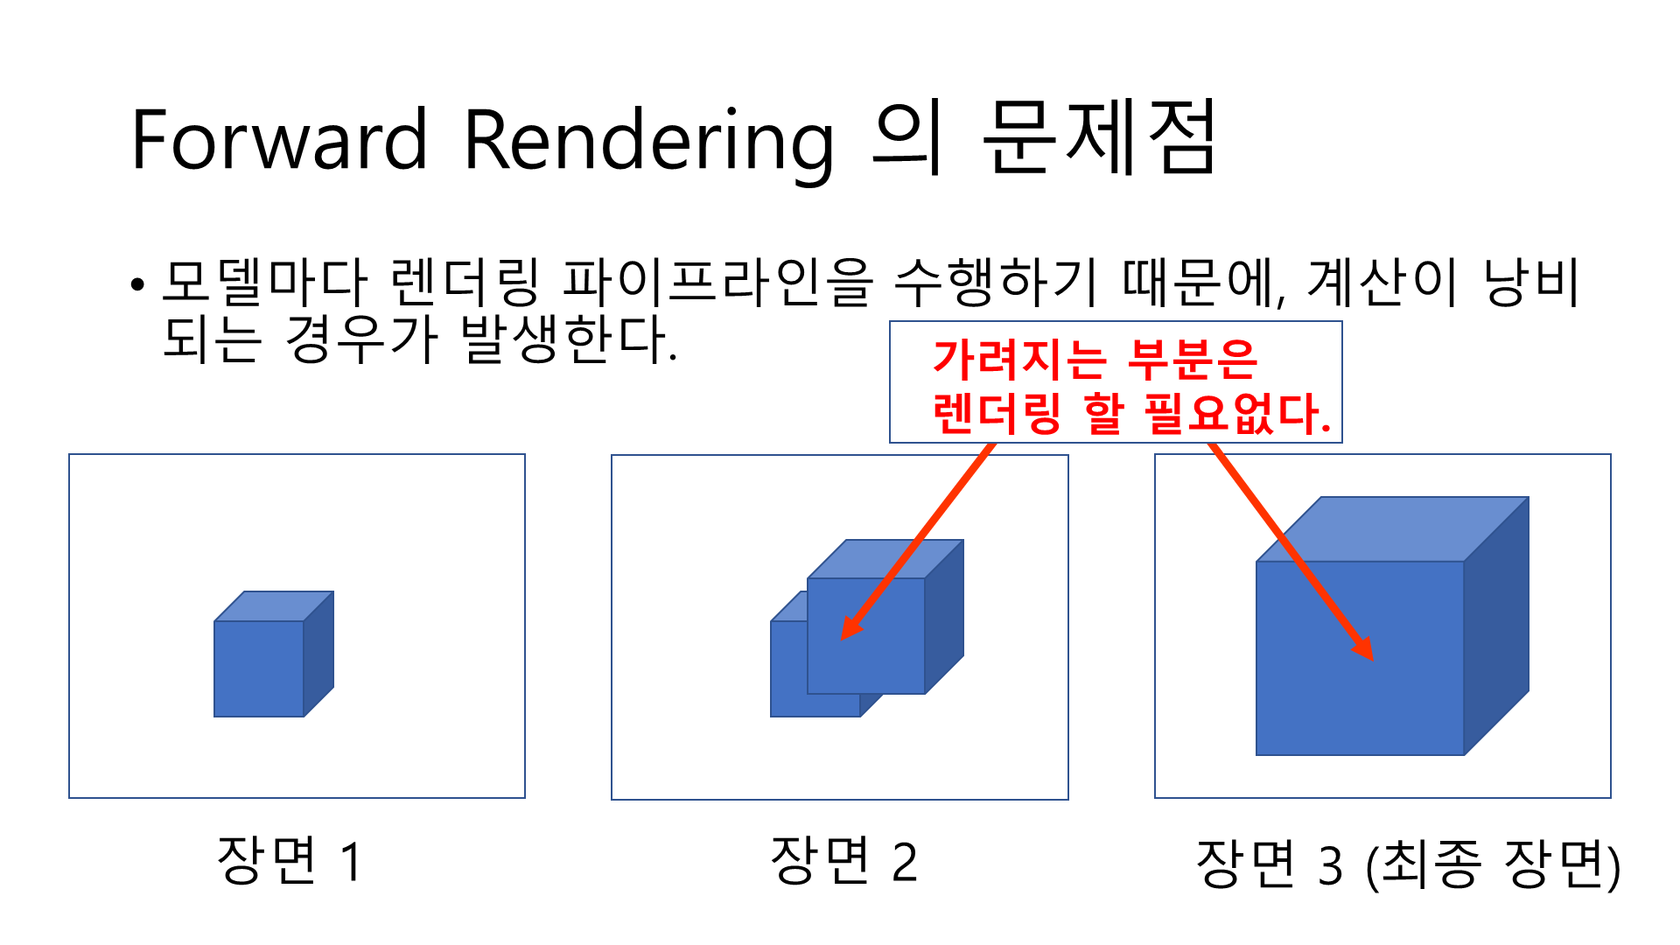 Forward Rendering 의 문제점
• 모델마다 렌더링 파이프라인을 수행하기 때문에, 계산이 낭비
되는 경우가 발생한다.
가려지는 부분은
렌더링 할 필요없다.
장면 1
장면 2
장면 3 (최종 장면)